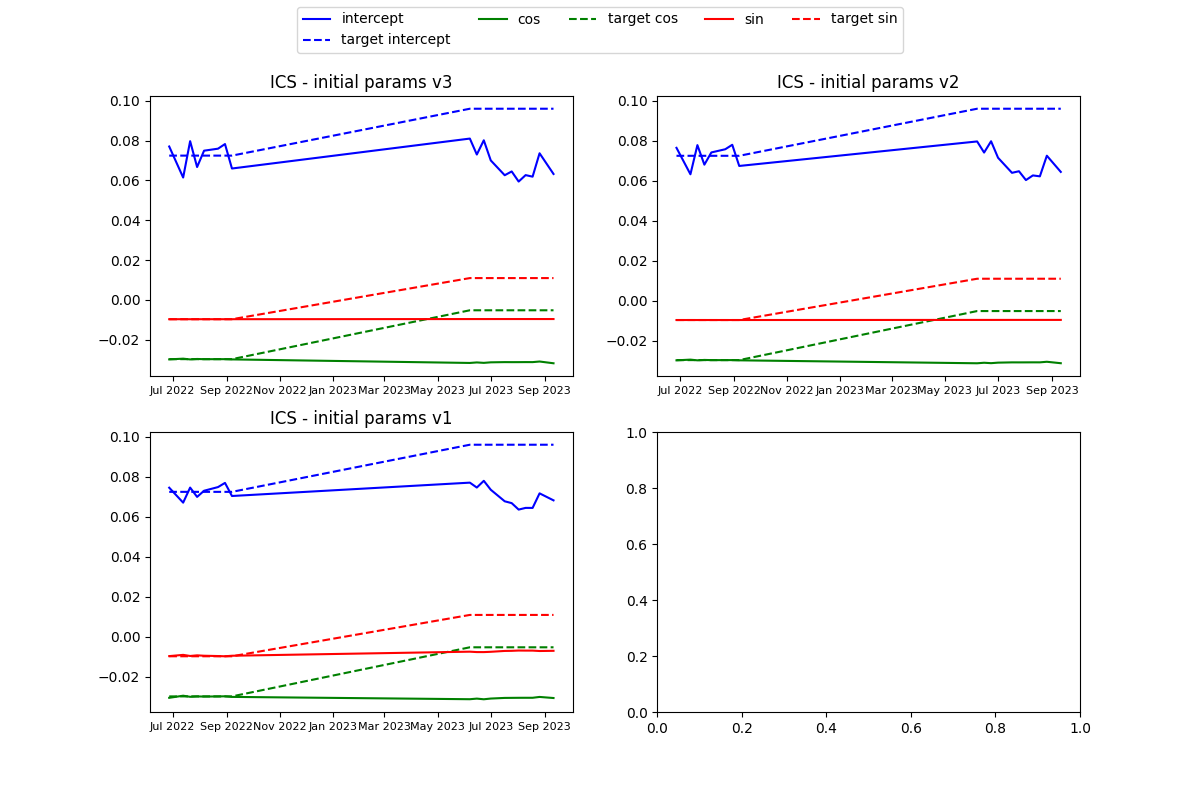 intercept
target intercept
cos
target cos
sin
target sin
ICS - initial params v3
0.10
0.08
0.06
0.04
0.02
0.00
−0.02
Jul 2022 Sep 2022 Nov 2022 Jan 2023 Mar 2023 May 2023 Jul 2023 Sep 2023
ICS - initial params v2
0.10
0.08
0.06
0.04
0.02
0.00
−0.02
Jul 2022 Sep 2022 Nov 2022 Jan 2023 Mar 2023 May 2023 Jul 2023 Sep 2023
ICS - initial params v1
0.10
0.08
0.06
0.04
0.02
0.00
−0.02
Jul 2022 Sep 2022 Nov 2022 Jan 2023 Mar 2023 May 2023 Jul 2023 Sep 2023
1.0
0.8
0.6
0.4
0.2
0.0
0.0 0.2 0.4 0.6 0.8 1.0